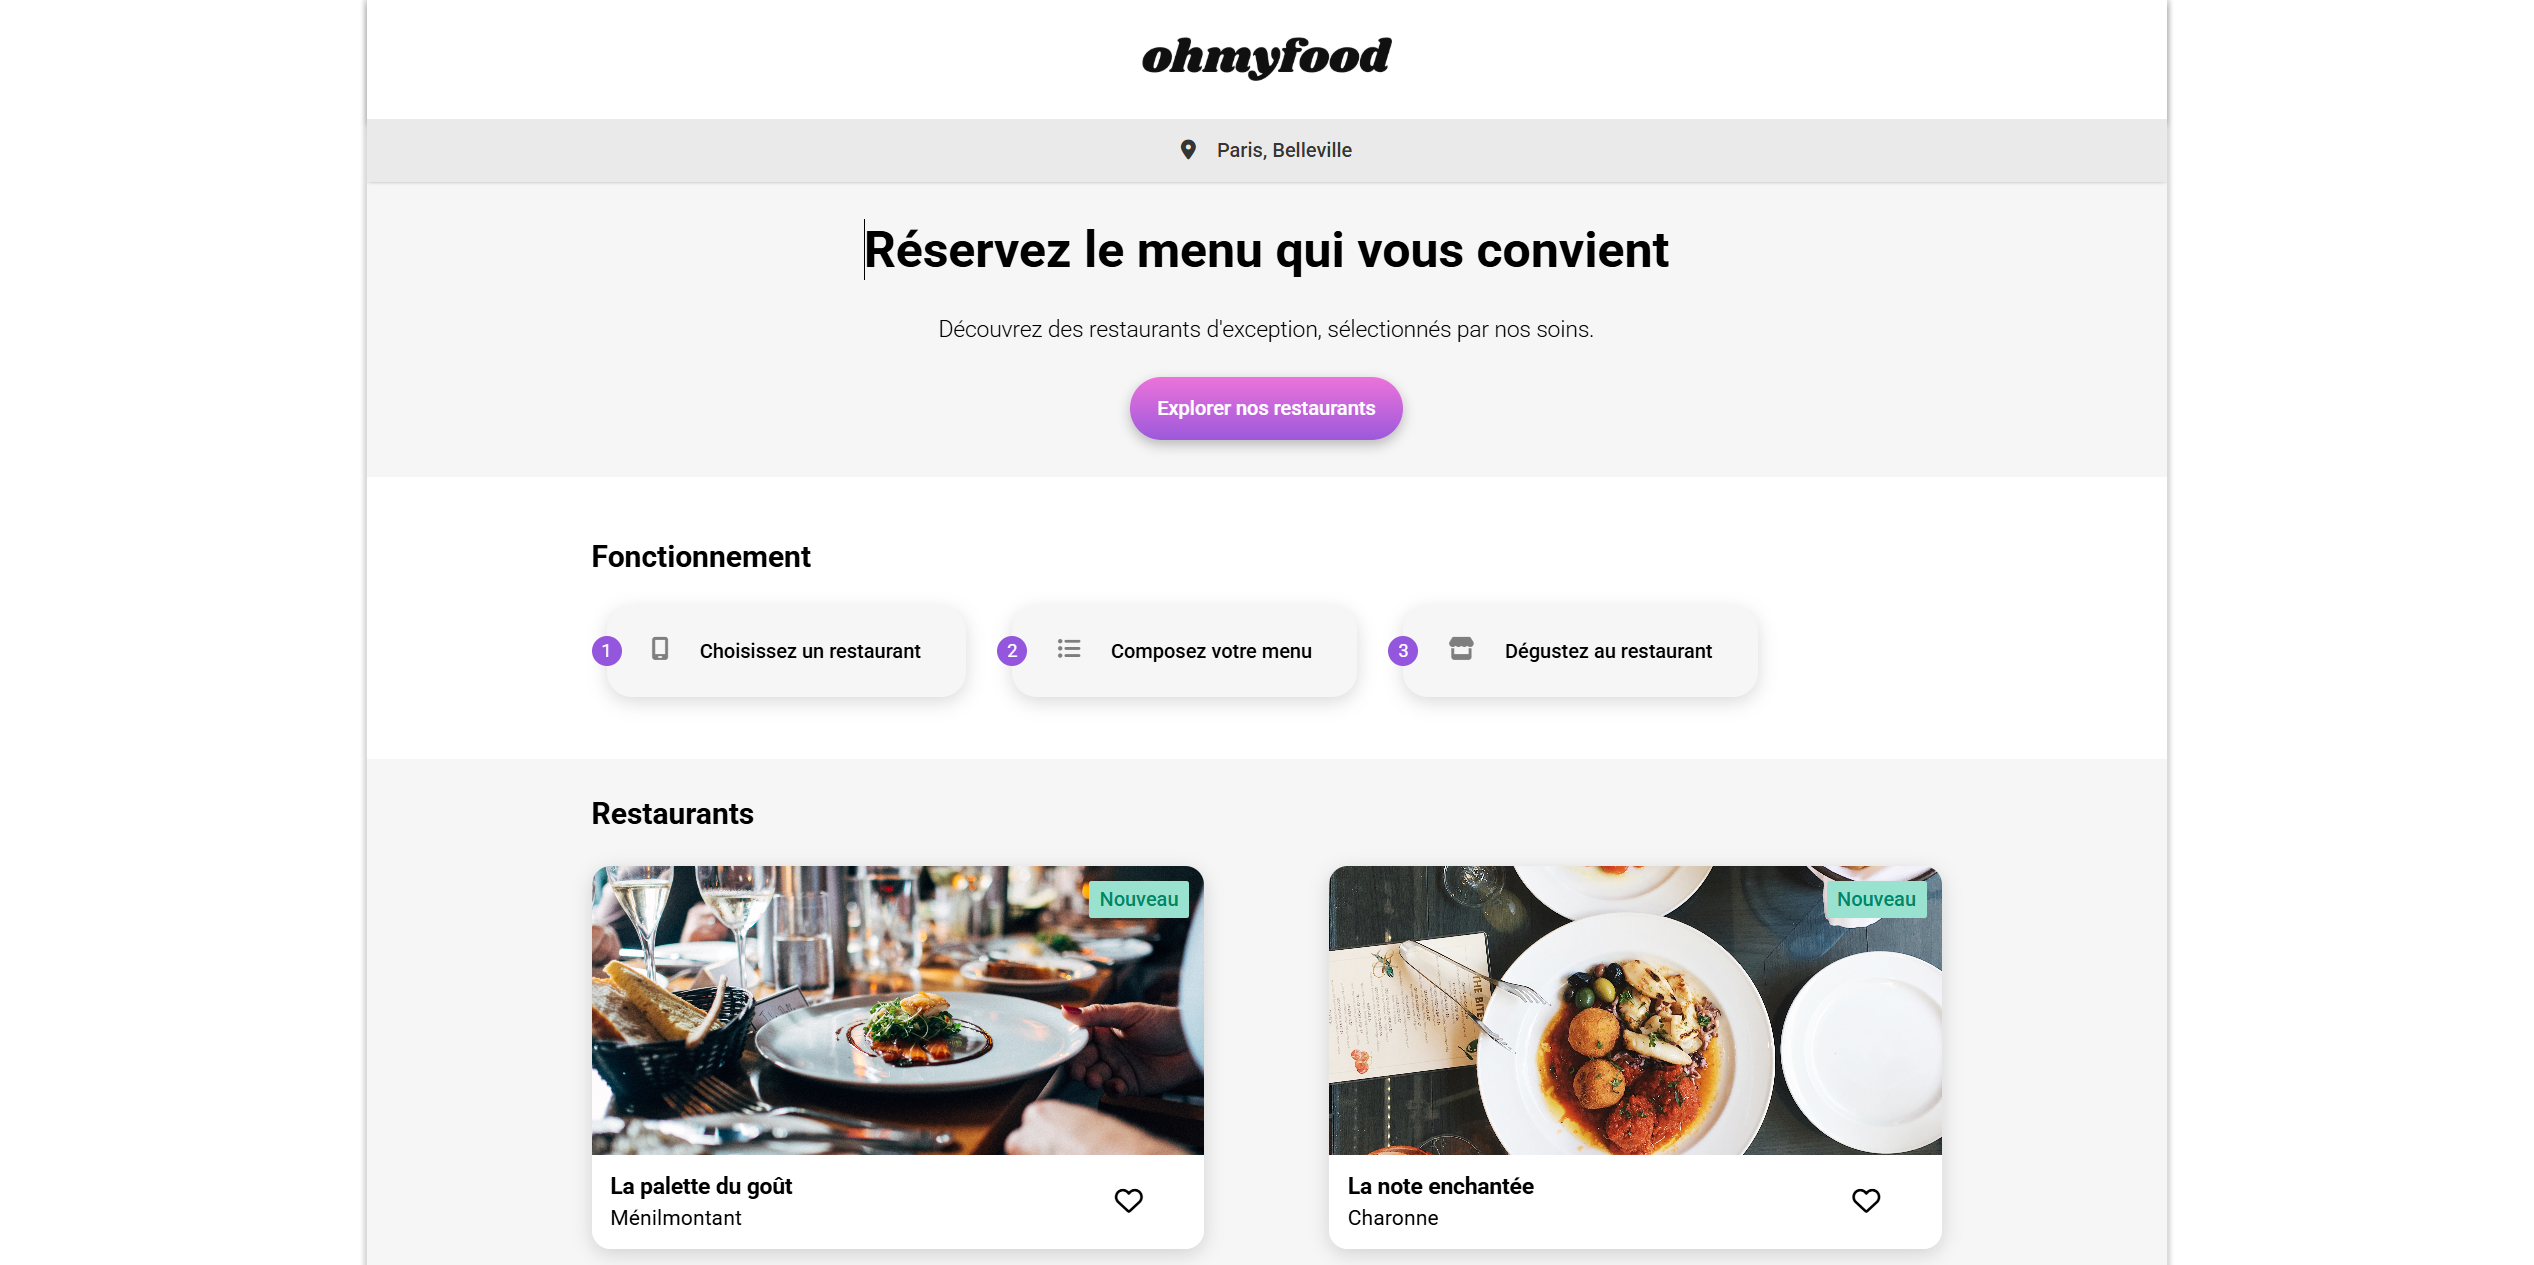 ohmyfood
Paris, Belleville
Réservez le menu qui vous convient
Découvrez des restaurants d'exception, sélectionnés par nos soins.
Explorer nos restaurants
Fonctionnement
1 Choisissez un restaurant
2 Composez votre menu
3 Dégustez au restaurant
Restaurants
Nouveau
Nouveau
THE BITE
La palette du goût
Ménilmontant
La note enchantée
Charonne